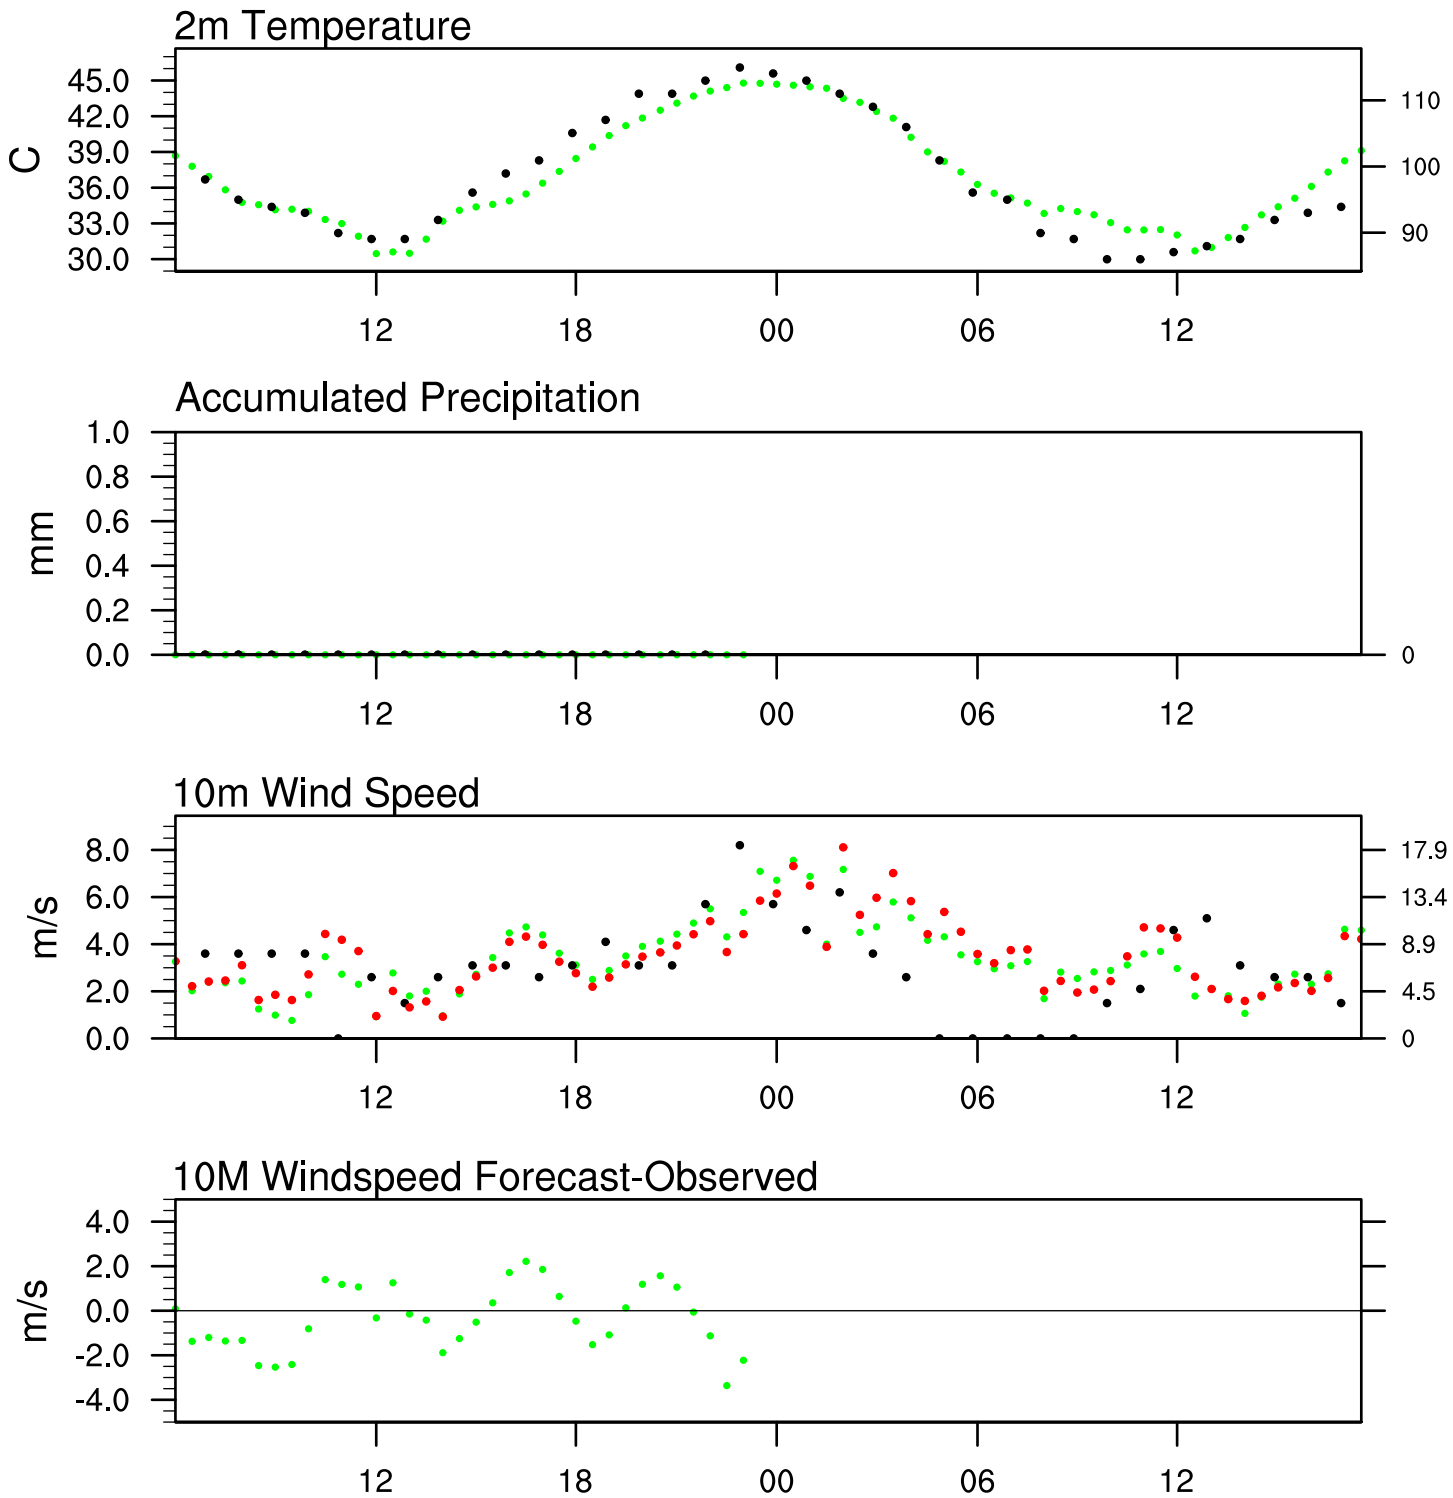 2m Temperature
45.0
42.0
39.0
36.0
33.0
30.0
C
110
100
90
12 18 00 06 12
Accumulated Precipitation
1.0
0.8
0.6
0.4
0.2
0.0
mm
0
12 18 00 06 12
10m Wind Speed
8.0
6.0
4.0
2.0
0.0
m/s
17.9
13.4
8.9
4.5
0
12 18 00 06 12
10M Windspeed Forecast-Observed
4.0
2.0
0.0
-2.0
-4.0
m/s
12 18 00 06 12